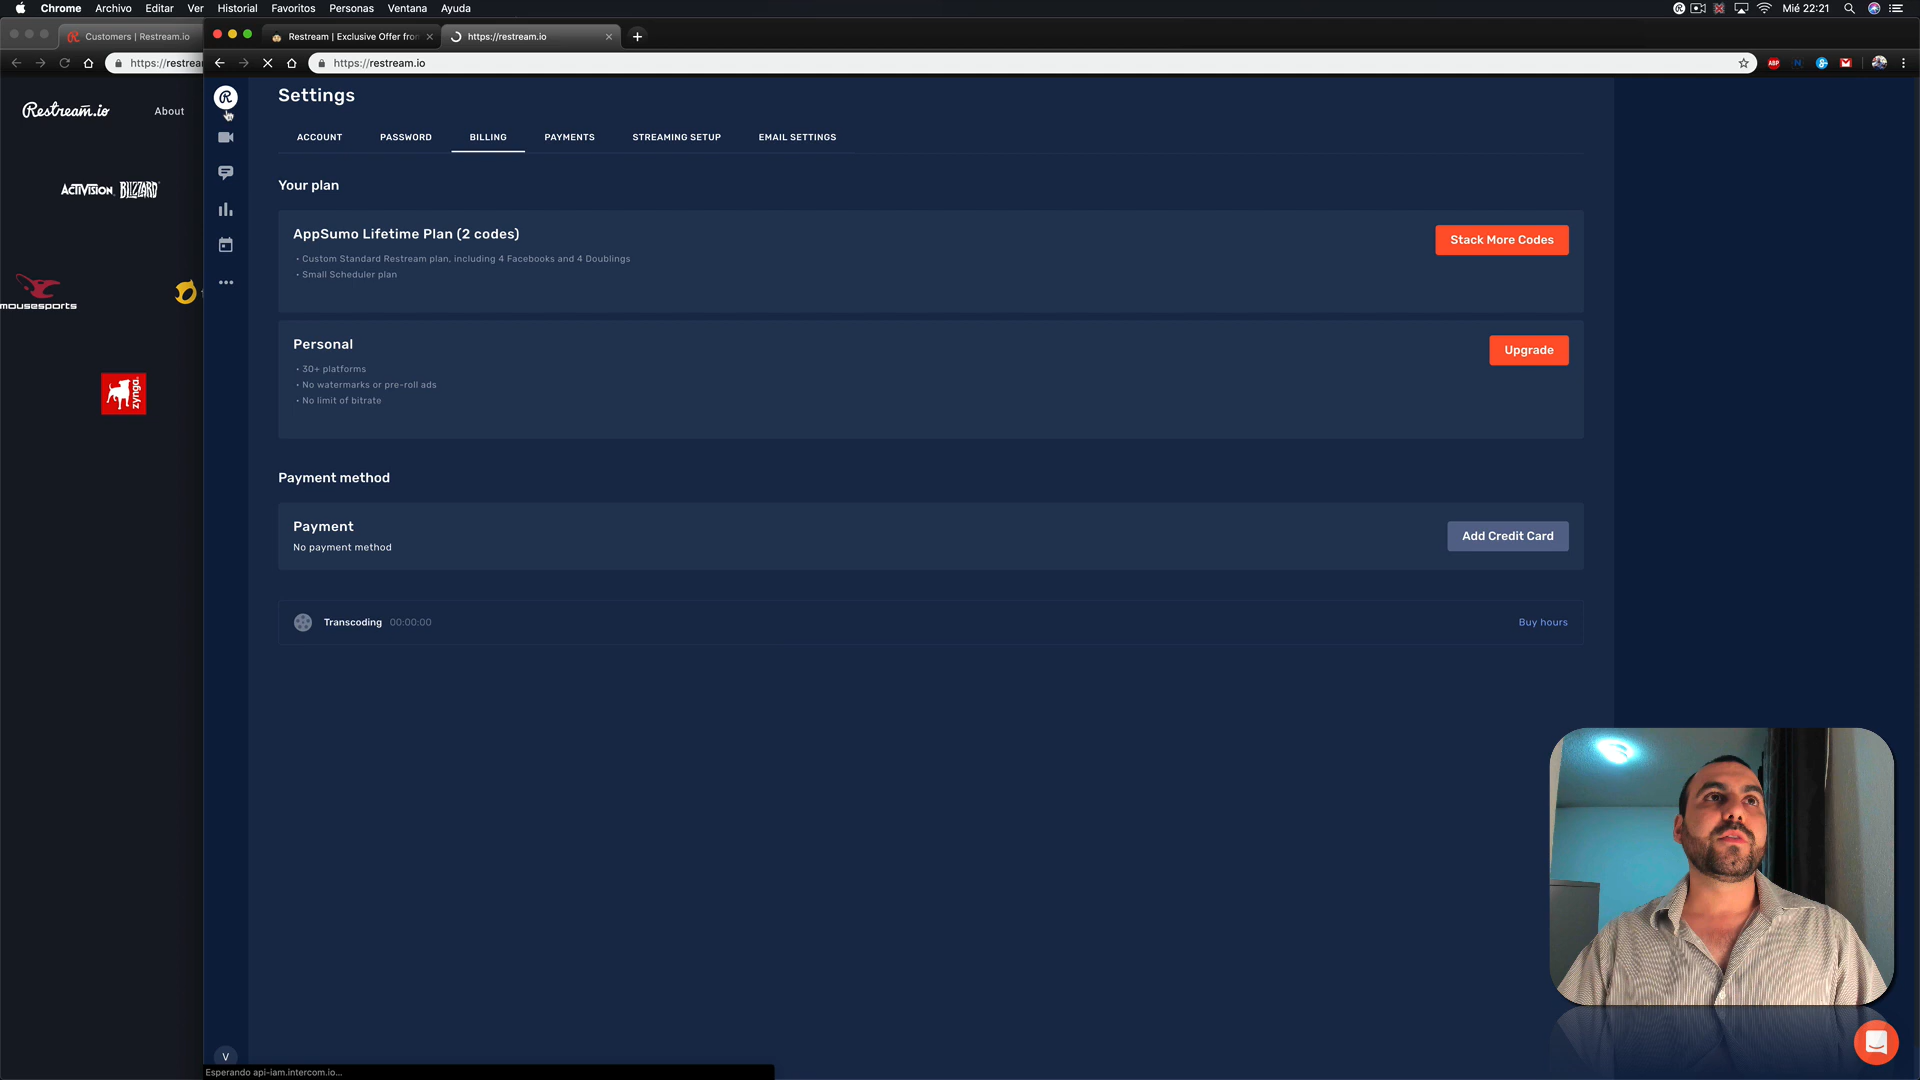 Chrome Archivo Editar Ver Historial Favoritos Personas Ventana Ayuda
Mié 22:21
Customers | Restream.io
Restream | Exclusive Offer from
https://restream.io
https://restrea
https://restream.io
ABP
Restream.io
About
ACTIVISION BLIZZARD
mousesports
zynga
Settings
ACCOUNT PASSWORD BILLING PAYMENTS STREAMING SETUP EMAIL SETTINGS
Your plan
AppSumo Lifetime Plan (2 codes)
Stack More Codes
• Custom Standard Restream plan, including 4 Facebooks and 4 Doublings
• Small Scheduler plan
Personal
Upgrade
• 30+ platforms
• No watermarks or pre-roll ads
• No limit of bitrate
Payment method
Payment
No payment method
Add Credit Card
Transcoding 00:00:00
Buy hours
V
Esperando api-iam.intercom.io...